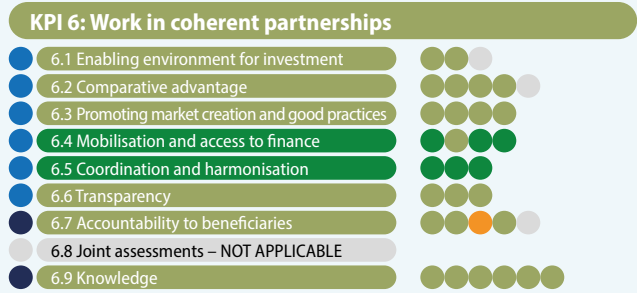 KPI 6: Work in coherent partnerships
6.1 Enabling environment for investment
6.2 Comparative advantage
6.3 Promoting market creation and good practices
6.4 Mobilisation and access to finance
6.5 Coordination and harmonisation
6.6 Transparency
6.7 Accountability to beneficiaries
6.8 Joint assessments – NOT APPLICABLE
6.9 Knowledge